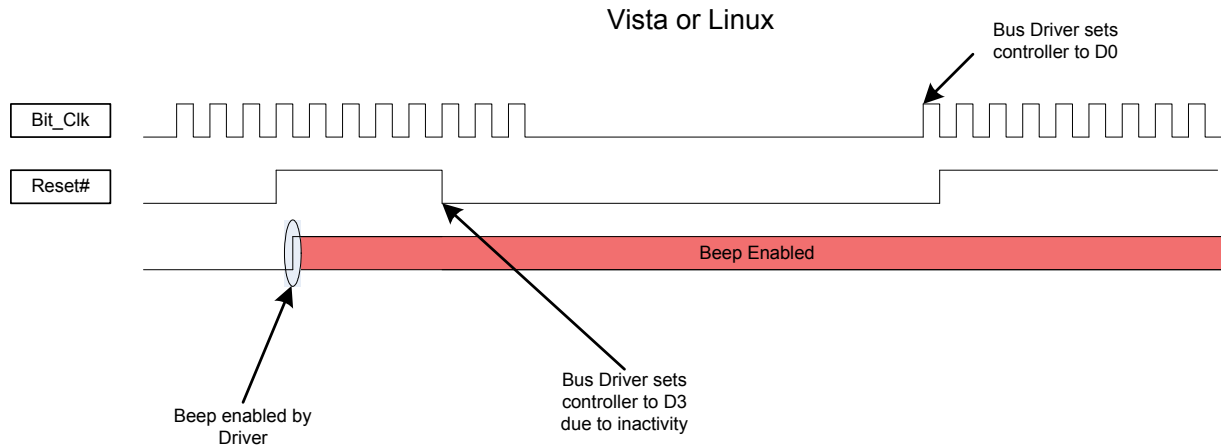 Vista or Linux
Bus Driver sets
controller to D0
Bit_Clk
Reset#
Beep Enabled
Beep enabled by
Driver
Bus Driver sets
controller to D3
due to inactivity